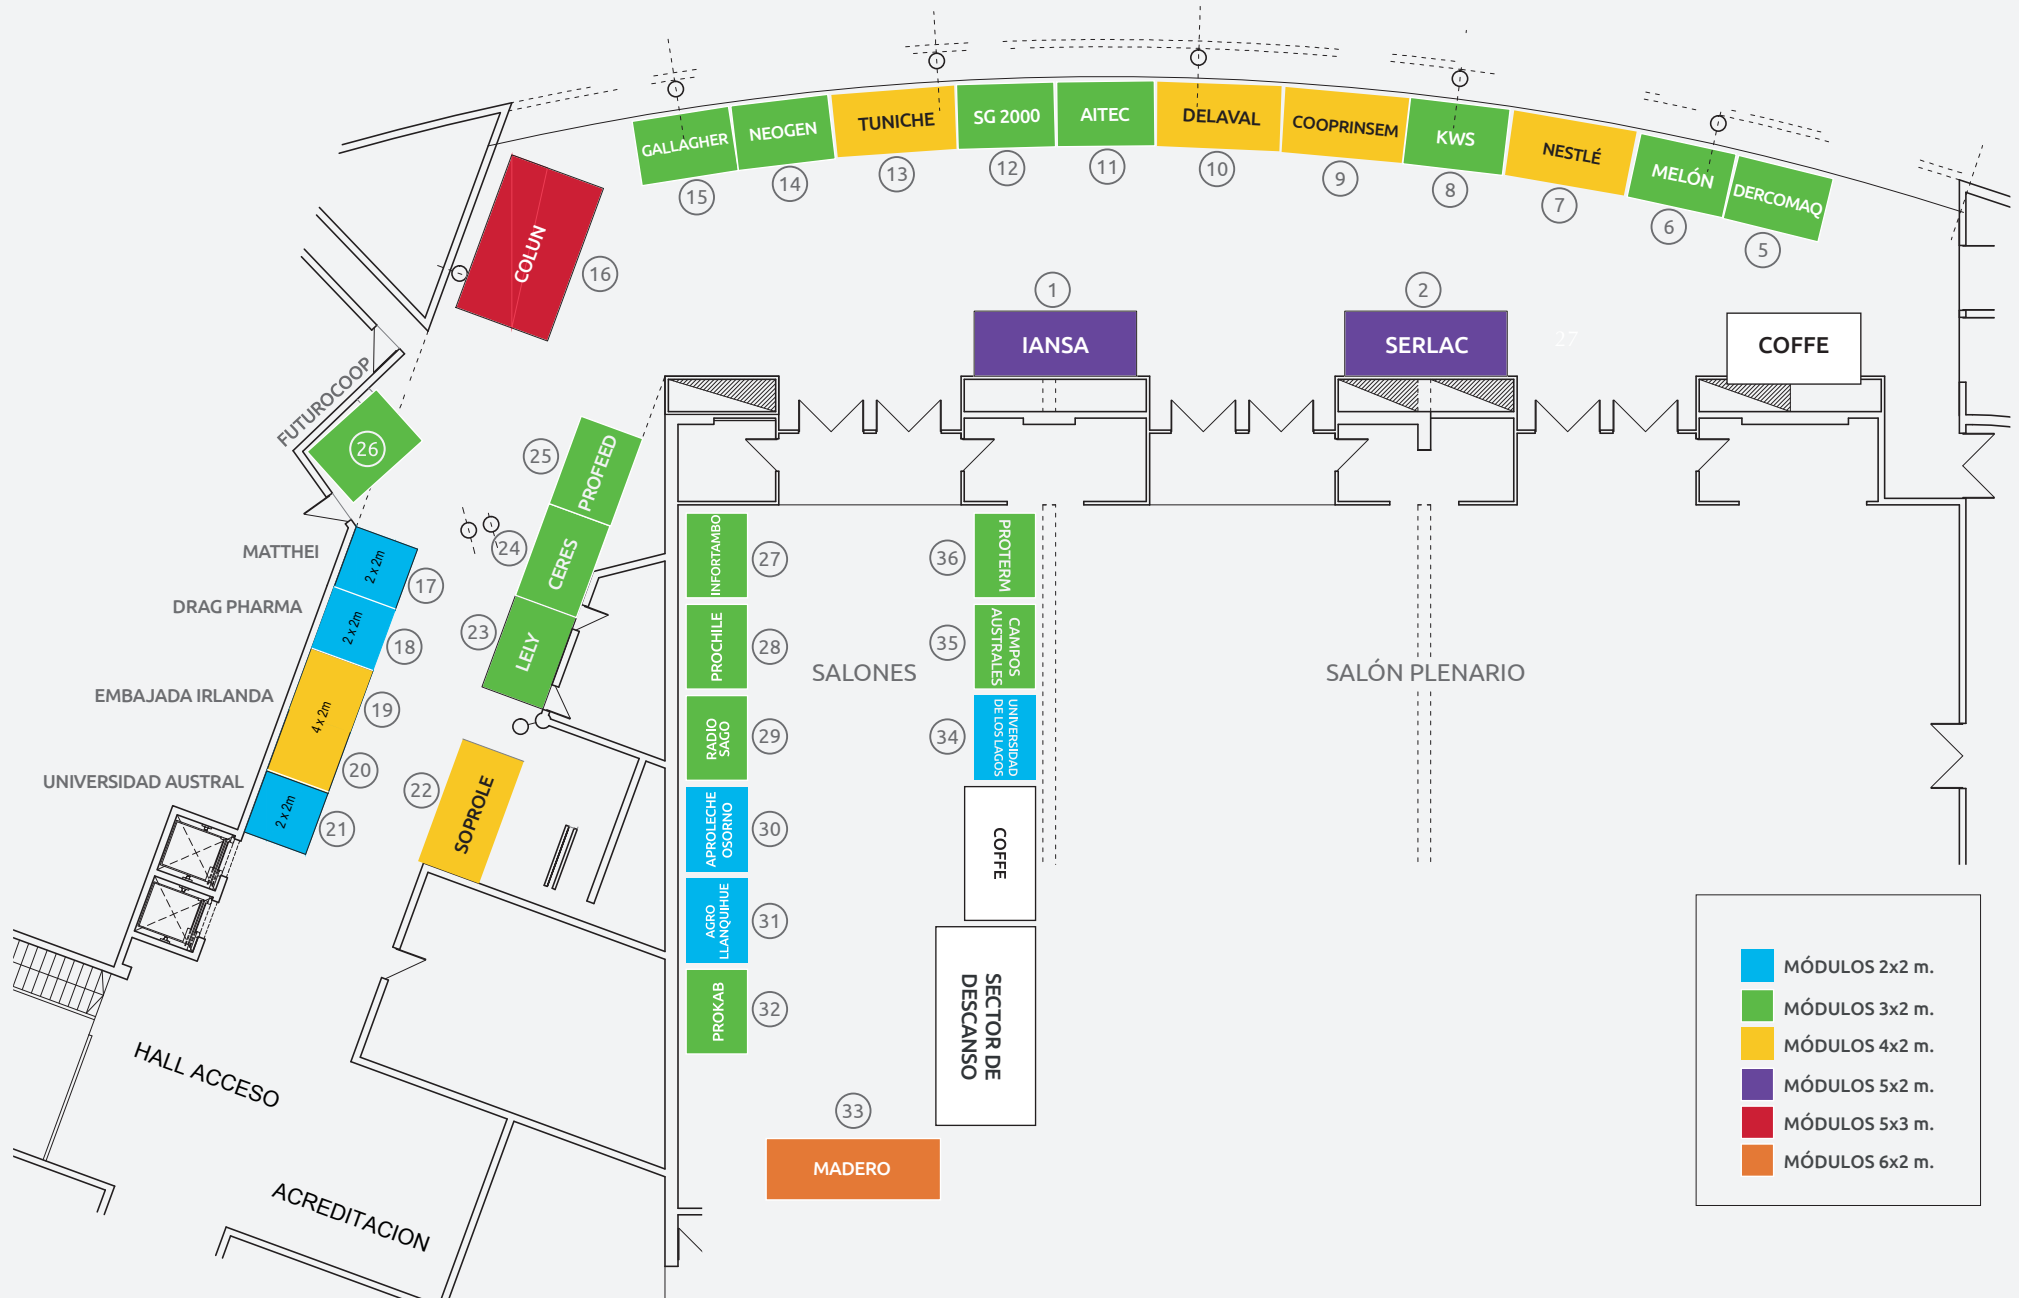 GALLAGHER
NEOGEN
TUNICHE
SG 2000
AITEC
DELAVAL
COOPRINSEM
KWS
NESTLÉ
MELÓN
DERCOMAQ
15
14
13
12
11
10
9
8
7
6
5
COLUN
16
1
2
IANSA
SERLAC
27
COFFE
FUTUROCOOP
26
25
PROFEED
24
CERES
23
LELY
MATTHEI
2 x 2m
17
DRAG PHARMA
2 x 2m
18
EMBAJADA IRLANDA
4 x 2m
19
20
UNIVERSIDAD AUSTRAL
2 x 2m
21
22
SOPROLE
INFORTAMBO
27
PROCHILE
28
RADIO
SAGO
29
APROLECHE
OSORNO
30
AGRO
LLANQUIHUE
31
PROKAB
32
SALONES
36
PROTERM
35
CAMPOS
AUSTRALES
34
UNIVERSIDAD
DE LOS LAGOS
COFFE
SECTOR DE
DESCANSO
33
MADERO
SALÓN PLENARIO
HALL ACCESO
ACREDITACION
MÓDULOS 2x2 m.
MÓDULOS 3x2 m.
MÓDULOS 4x2 m.
MÓDULOS 5x2 m.
MÓDULOS 5x3 m.
MÓDULOS 6x2 m.